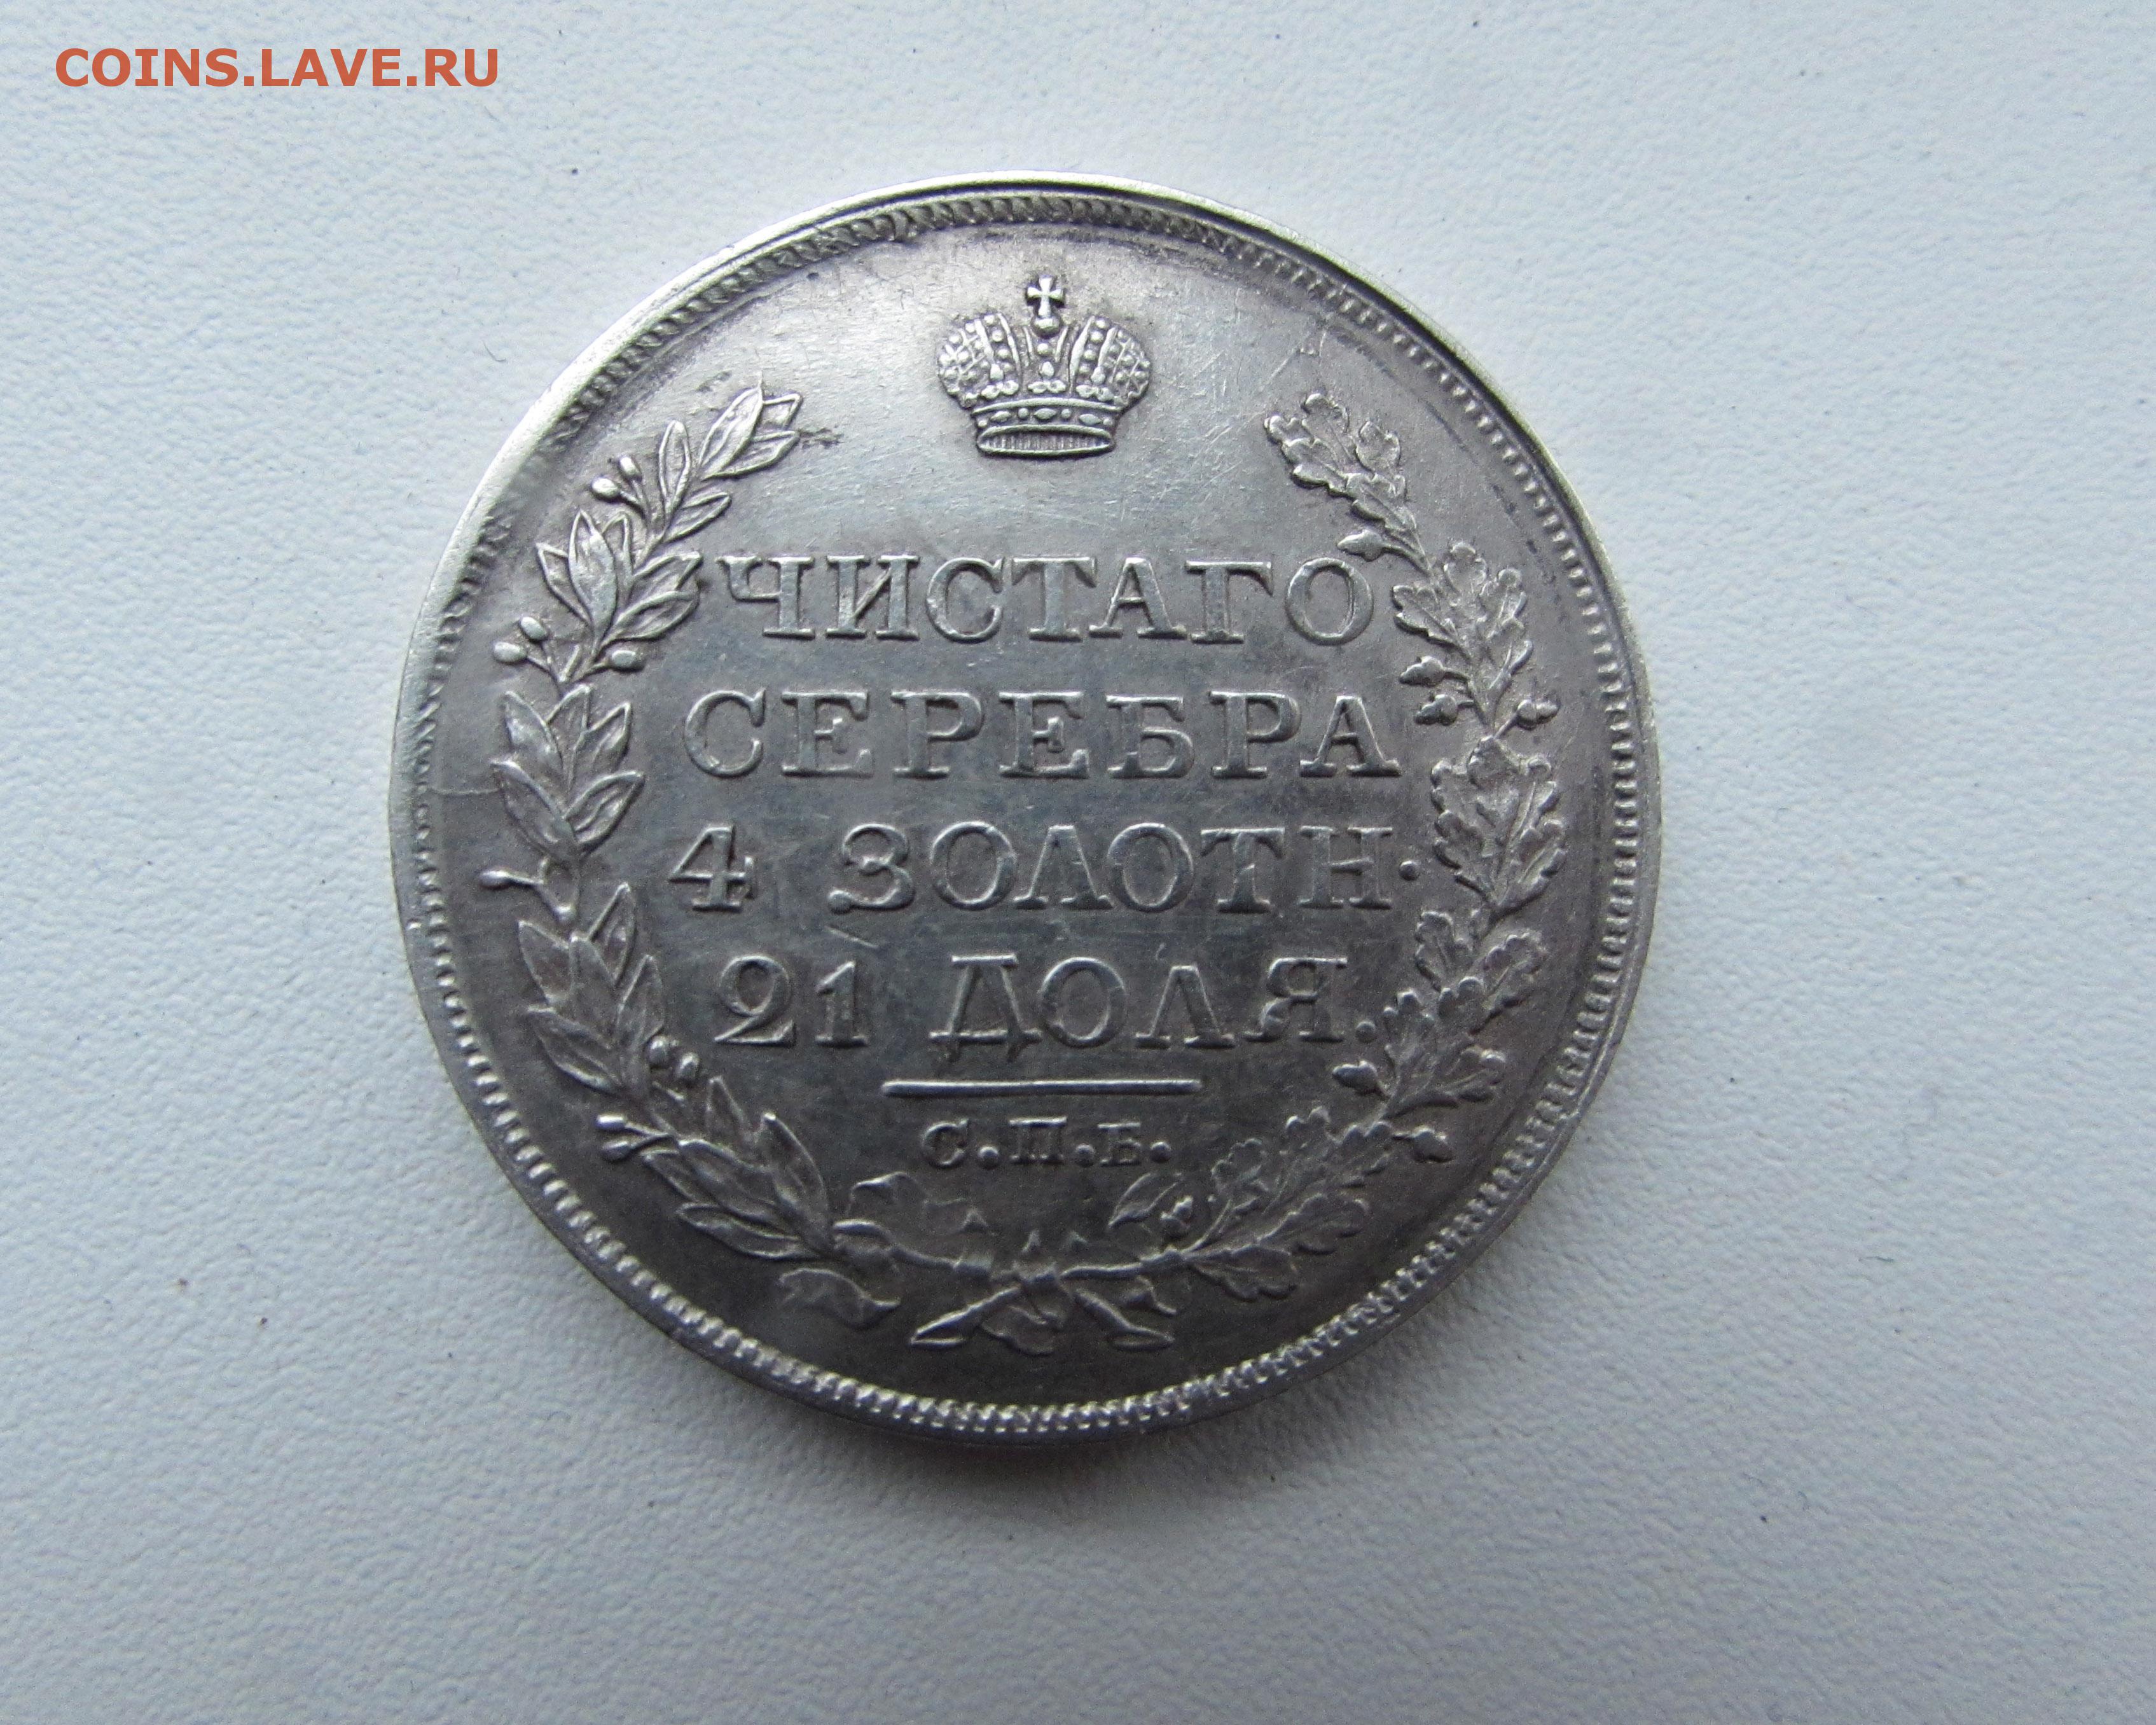 COINS.LAVE.RU
ЧИСТАГО
СЕРЕБРА
4 ЗОЛОТН.
21 ДОЛЯ.
С.П.Б.